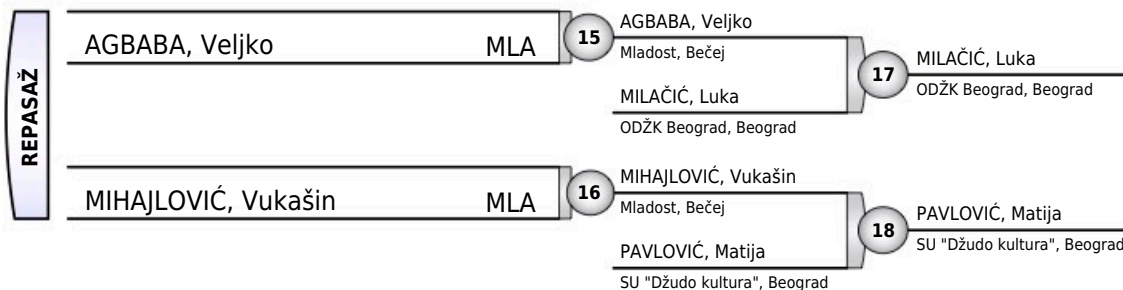 REPASAŽ
AGBABA, Veljko MLA
15
AGBABA, Veljko
Mladost, Bečej
MILAČIĆ, Luka
ODŽK Beograd, Beograd
17
MILAČIĆ, Luka
ODŽK Beograd, Beograd
MIHAJLOVIĆ, Vukašin MLA
16
MIHAJLOVIĆ, Vukašin
Mladost, Bečej
PAVLOVIĆ, Matija
SU "Džudo kultura", Beograd
18
PAVLOVIĆ, Matija
SU "Džudo kultura", Beograd